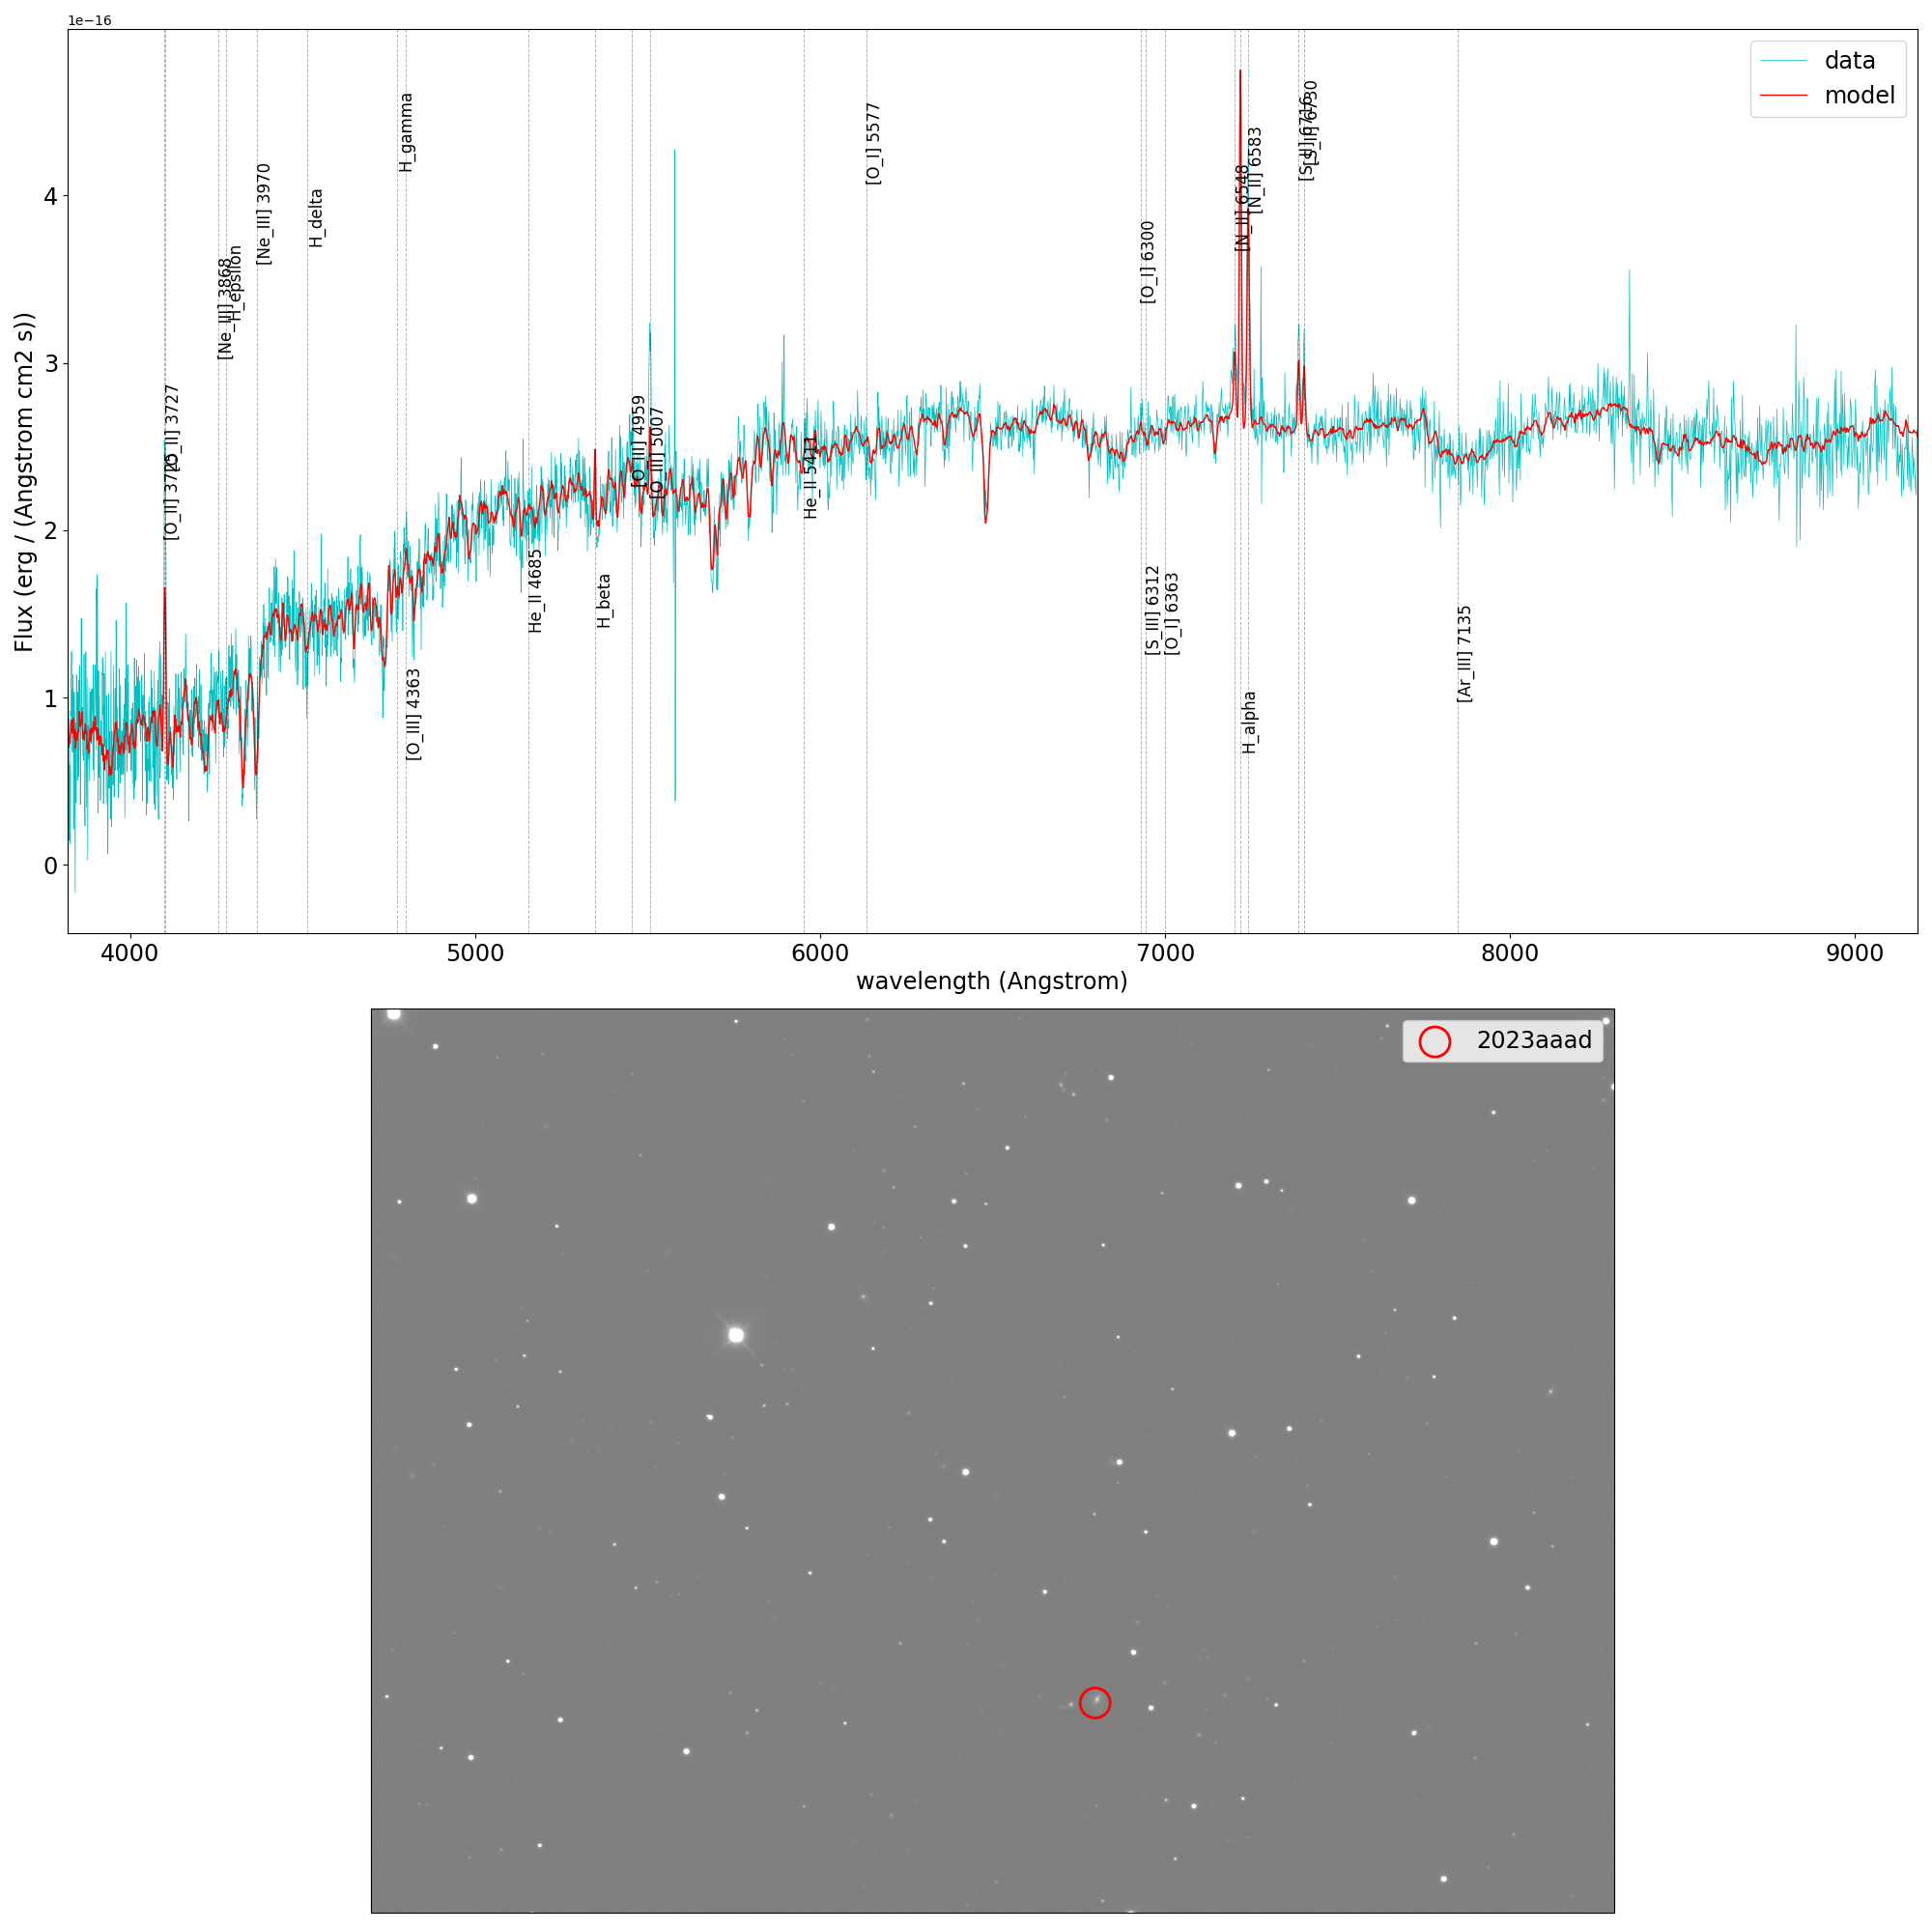 1e−16
data
model
[O_II] 3725
[O_II] 3727
[Ne_III] 3868
H_epsilon
[Ne_III] 3970
H_delta
H_gamma
[O_III] 4363
He_II 4685
H_beta
[O_III] 4959
[O_III] 5007
He_II 5411
[O_I] 5577
[O_I] 6300
[S_III] 6312
[O_I] 6363
[N_II] 6548
H_alpha
[N_II] 6583
[S_II] 6716
[S_II] 6730
[Ar_III] 7135
Flux (erg / (Angstrom cm2 s))
4
3
2
1
0
4000 5000 6000 7000 8000 9000
wavelength (Angstrom)
2023aaad